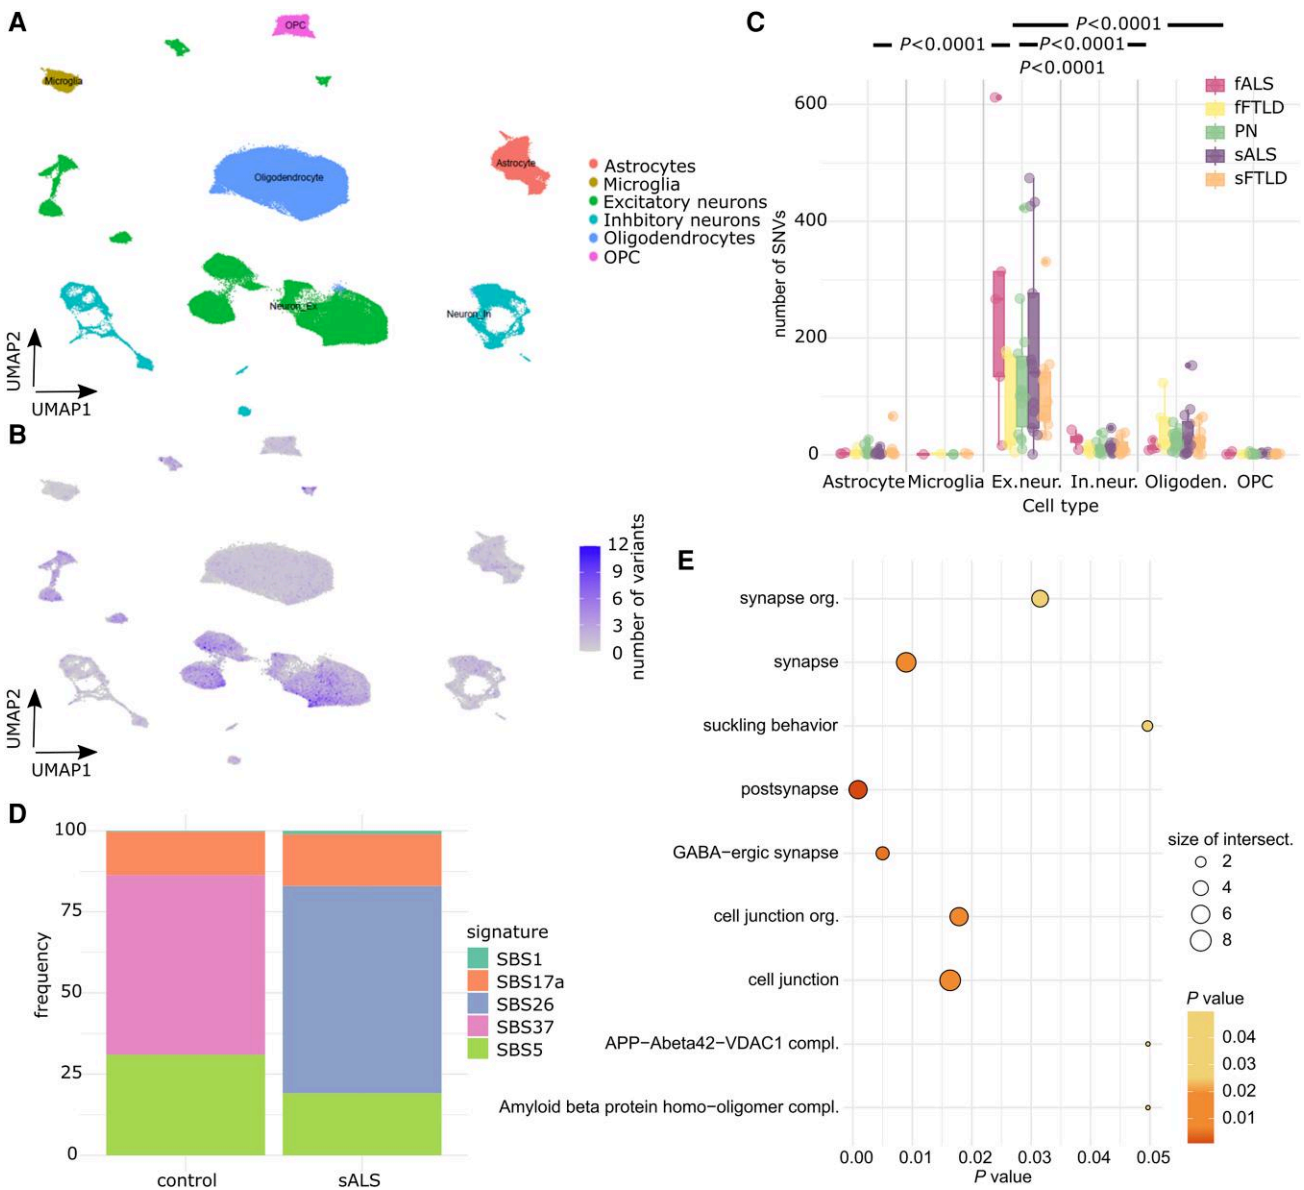 A
OPC
Microglia
Oligodendrocyte
Astrocyte
Neuron_Ex
Neuron_In
Astrocytes
Microglia
Excitatory neurons
Inhbitory neurons
Oligodendrocytes
OPC
UMAP2
UMAP1
B
12
9
6
3
0
number of variants
UMAP2
UMAP1
C
P<0.0001
P<0.0001
P<0.0001
P<0.0001
fALS
fFTLD
PN
sALS
sFTLD
number of SNVs
600
400
200
0
Astrocyte Microglia Ex.neur. In.neur. Oligoden. OPC
Cell type
D
100
75
50
25
0
frequency
control sALS
signature
SBS1
SBS17a
SBS26
SBS37
SBS5
E
synapse org.
synapse
suckling behavior
postsynapse
GABA−ergic synapse
cell junction org.
cell junction
APP−Abeta42−VDAC1 compl.
Amyloid beta protein homo−oligomer compl.
0.00 0.01 0.02 0.03 0.04 0.05
P value
size of intersect.
2
4
6
8
P value
0.04
0.03
0.02
0.01